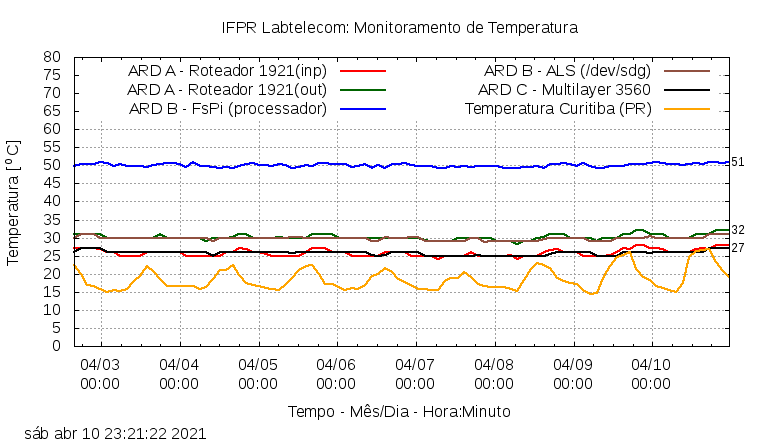 IFPR Labtelecom: Monitoramento de Temperatura
80
75
70
65
60
55
50
45
40
35
30
25
20
15
10
5
0
Temperatura [°C]
ARD A - Roteador 1921(inp)
ARD A - Roteador 1921(out)
ARD B - FsPi (processador)
ARD B - ALS (/dev/sdg)
ARD C - Multilayer 3560
Temperatura Curitiba (PR)
51
32
27
04/03 04/04 04/05 04/06 04/07 04/08 04/09 04/10
00:00 00:00 00:00 00:00 00:00 00:00 00:00 00:00
Tempo - Mês/Dia - Hora:Minuto
sáb abr 10 23:21:22 2021